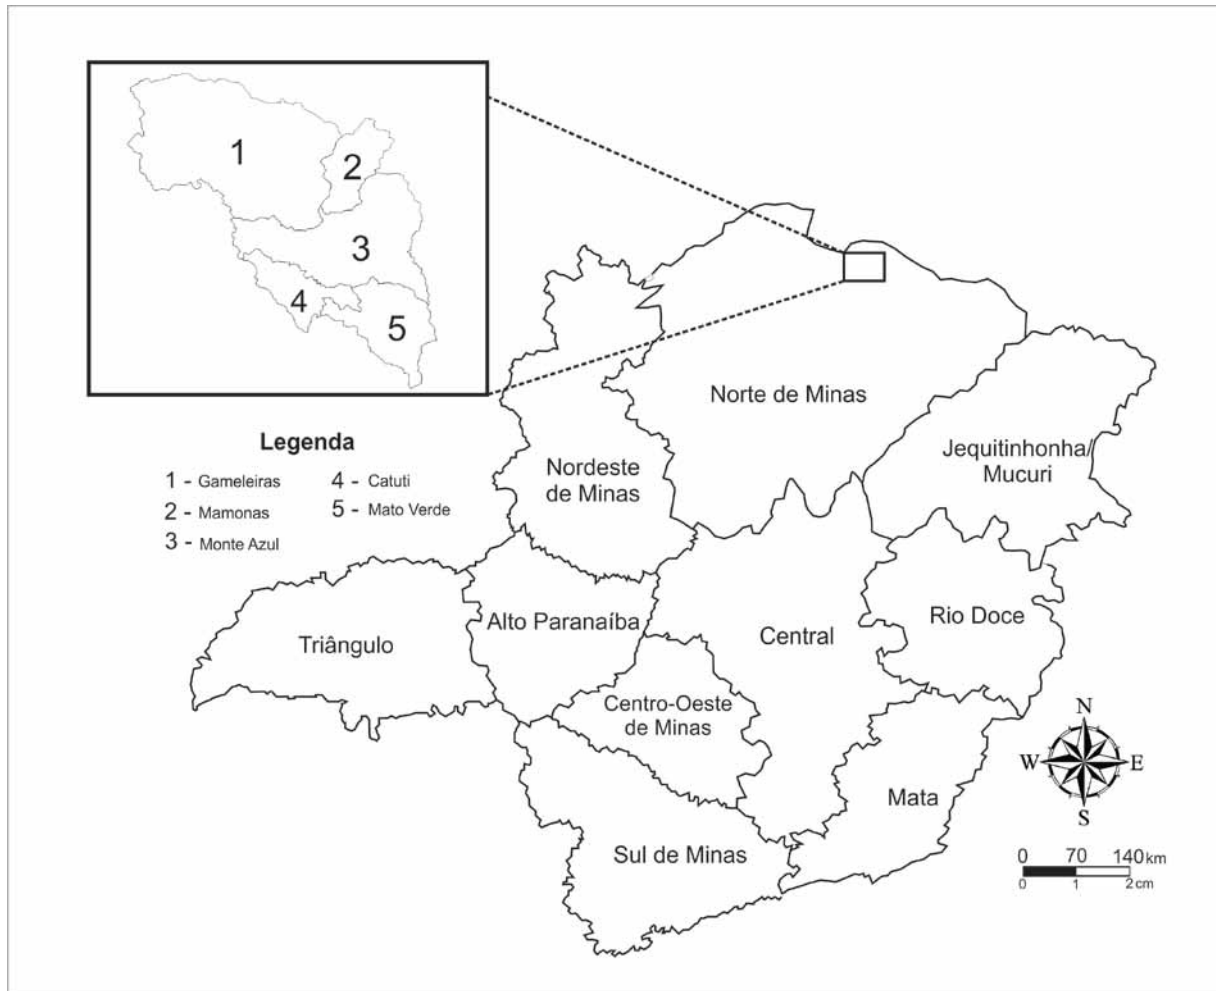 1
2
3
4
5
Legenda
1 - Gameleiras
2 - Mamonas
3 - Monte Azul
4 - Catuti
5 - Mato Verde
Norte de Minas
Jequitinhonha/
Mucuri
Nordeste
de Minas
Alto Paranaíba
Triângulo
Central
Rio Doce
Centro-Oeste
de Minas
Mata
Sul de Minas
N
W E
S
0 70 140 km
0 1 2 cm